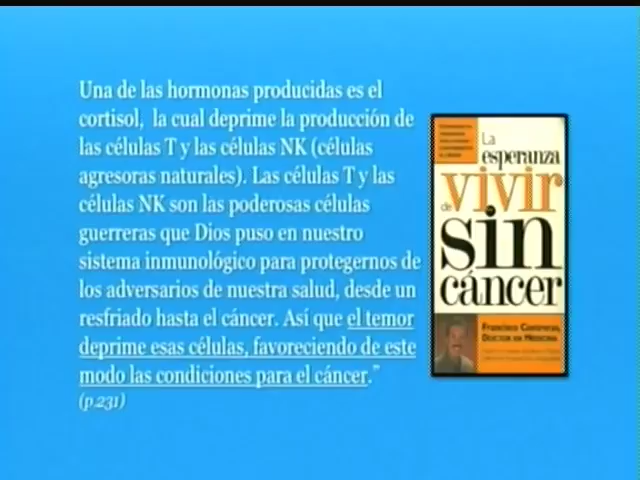 Una de las hormonas producidas es el
cortisol, la cual deprime la producción de
las células T y las células NK (células
agresoras naturales). Las células T y las
células NK son las poderosas células
guerreras que Dios puso en nuestro
sistema inmunológico para protegernos de
los adversarios de nuestra salud, desde un
resfriado hasta el cáncer. Así que el temor
deprime esas células, favoreciendo de este
modo las condiciones para el cáncer.”
(p.231)
La
esperanza
de vivir
sin
cáncer
Francisco Contreras,
Doctor en Medicina